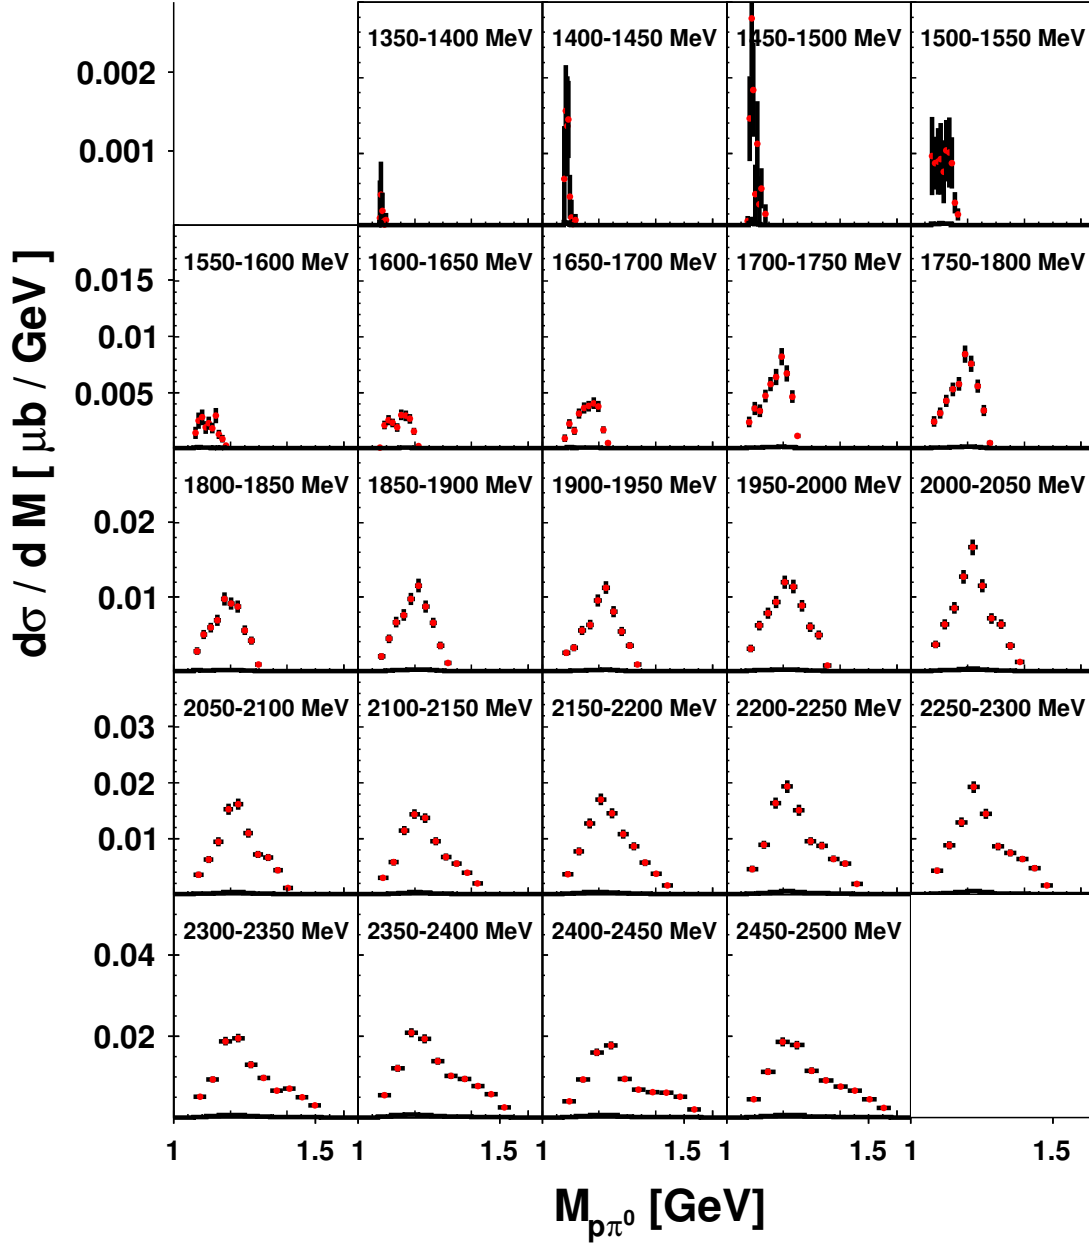 1350-1400 MeV 1400-1450 MeV 1450-1500 MeV 1500-1550 MeV
0.002
0.001
1550-1600 MeV 1600-1650 MeV 1650-1700 MeV 1700-1750 MeV 1750-1800 MeV
0.015
0.01
0.005
1800-1850 MeV 1850-1900 MeV 1900-1950 MeV 1950-2000 MeV 2000-2050 MeV
0.02
0.01
2050-2100 MeV 2100-2150 MeV 2150-2200 MeV 2200-2250 MeV 2250-2300 MeV
0.03
0.02
0.01
2300-2350 MeV 2350-2400 MeV 2400-2450 MeV 2450-2500 MeV
0.04
0.02
1 1.5 1 1.5 1 1.5 1 1.5 1 1.5
dσ / d M [ μb / GeV ]
M_{pπ^0} [GeV]